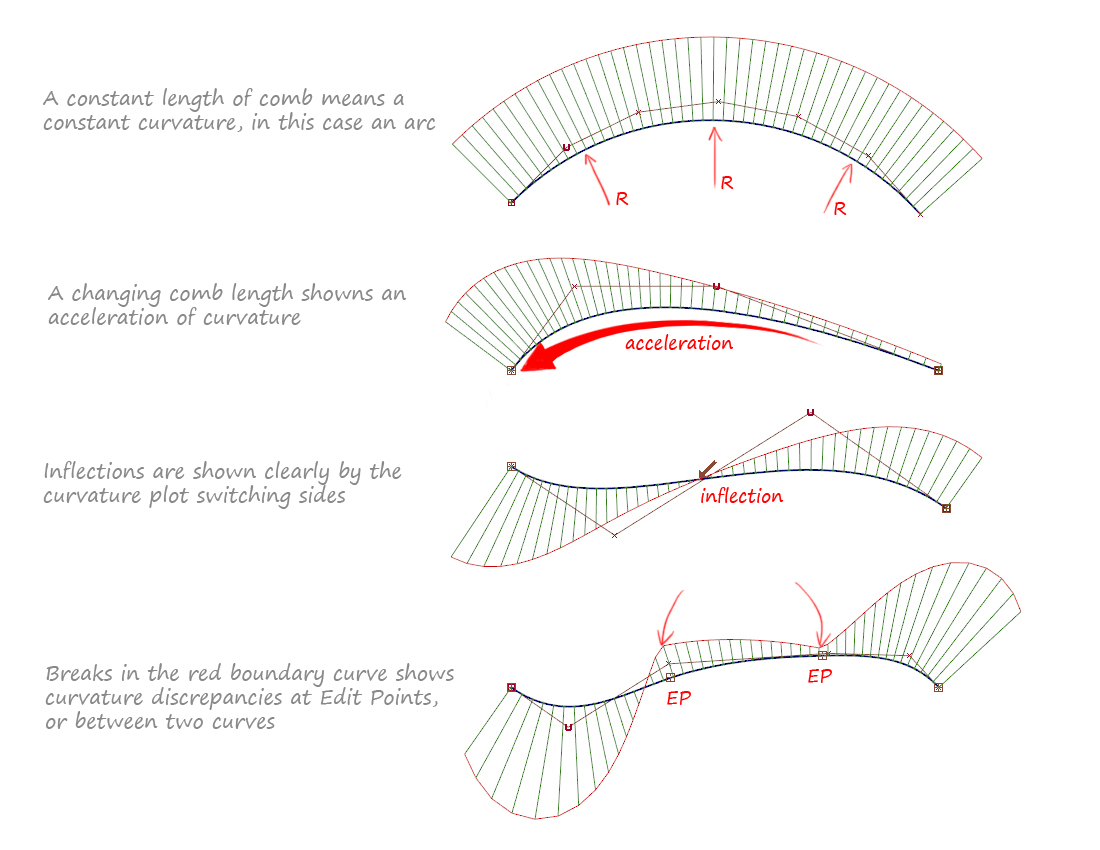 A constant length of comb means a
constant curvature, in this case an arc
R
R
R
A changing comb length showns an
acceleration of curvature
acceleration
Inflections are shown clearly by the
curvature plot switching sides
inflection
Breaks in the red boundary curve shows
curvature discrepancies at Edit Points,
or between two curves
EP
EP